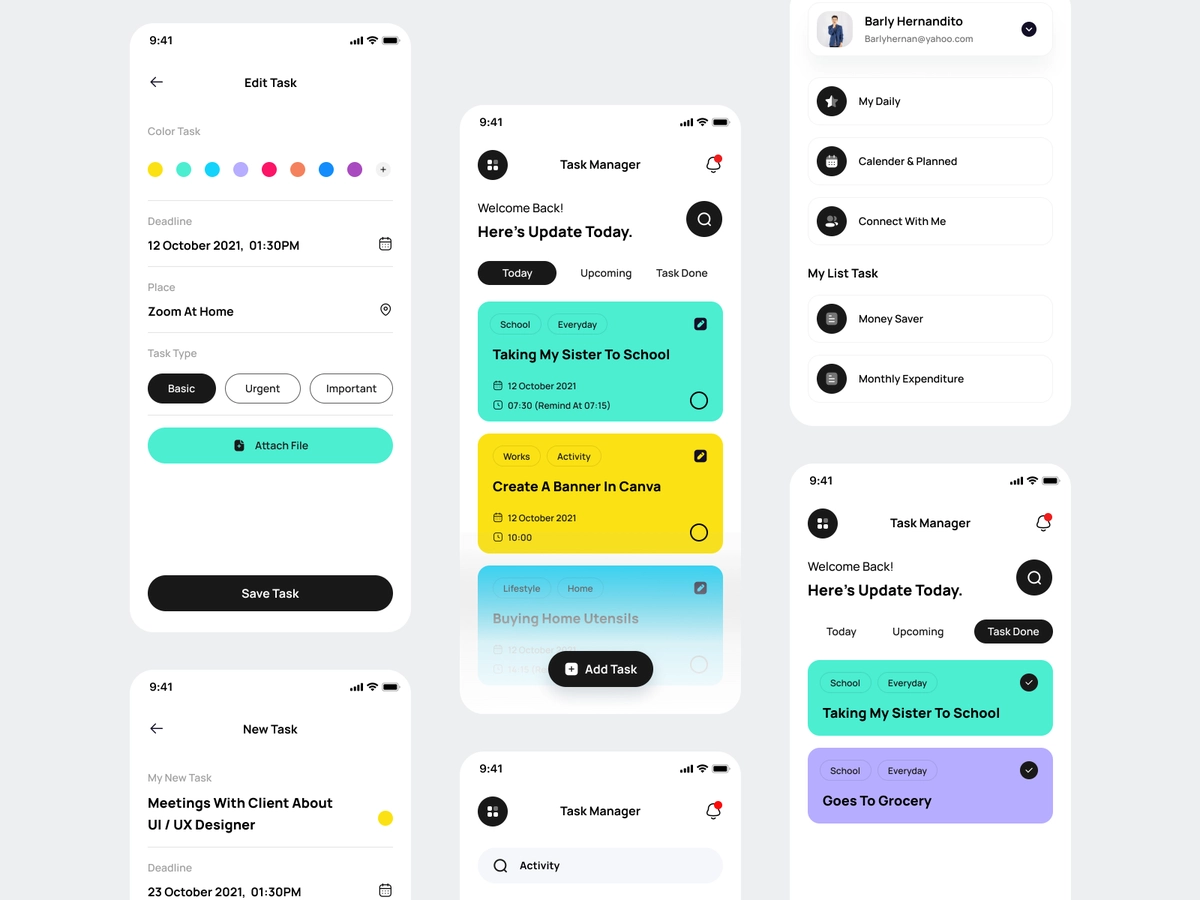 9:41
Edit Task
Color Task
+
Deadline
12 October 2021, 01:30PM
Place
Zoom At Home
Task Type
Basic
Urgent
Important
Attach File
Save Task
9:41
New Task
My New Task
Meetings With Client About
UI / UX Designer
Deadline
23 October 2021, 01:30PM
9:41
Task Manager
Welcome Back!
Here's Update Today.
Today
Upcoming
Task Done
School
Everyday
Taking My Sister To School
12 October 2021
07:30 (Remind At 07:15)
Works
Activity
Create A Banner In Canva
12 October 2021
10:00
Lifestyle
Home
Buying Home Utensils
12 October
Add Task
9:41
Task Manager
Activity
Barly Hernandito
Barlyhernan@yahoo.com
My Daily
Calender & Planned
Connect With Me
My List Task
Money Saver
Monthly Expenditure
9:41
Task Manager
Welcome Back!
Here's Update Today.
Today
Upcoming
Task Done
School
Everyday
Taking My Sister To School
School
Everyday
Goes To Grocery